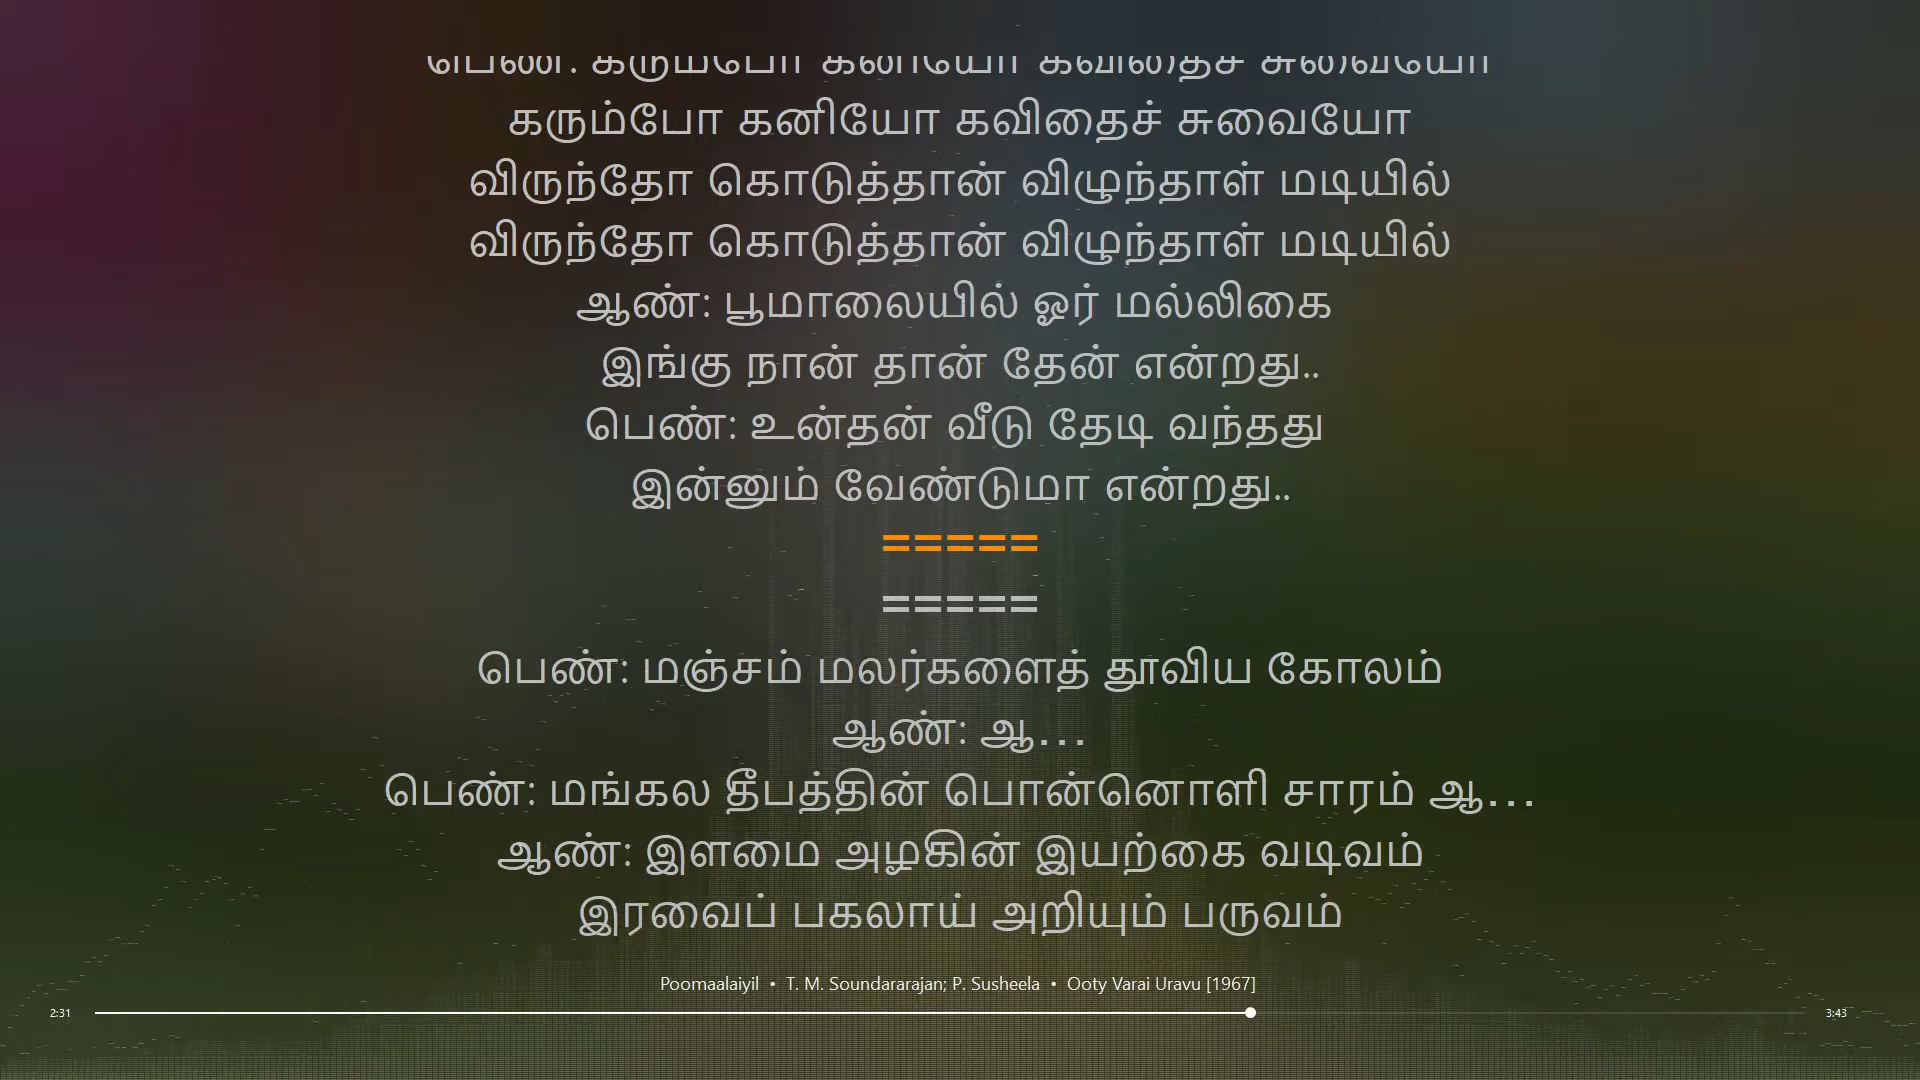 பெண்: கரும்போ கனியோ கவிதைச் சுவையோ
கரும்போ கனியோ கவிதைச் சுவையோ
விருந்தோ கொடுத்தான் விழுந்தாள் மடியில்
விருந்தோ கொடுத்தான் விழுந்தாள் மடியில்
ஆண்: பூமாலையில் ஓர் மல்லிகை
இங்கு நான் தான் தேன் என்றது..
பெண்: உன்தன் வீடு தேடி வந்தது
இன்னும் வேண்டுமா என்றது..
=====
=====
பெண்: மஞ்சம் மலர்களைத் தூவிய கோலம்
ஆண்: ஆ...
பெண்: மங்கல தீபத்தின் பொன்னொளி சாரம் ஆ...
ஆண்: இளமை அழகின் இயற்கை வடிவம்
இரவைப் பகலாய் அறியும் பருவம்
Poomaalaiyil • T. M. Soundararajan; P. Susheela • Ooty Varai Uravu [1967]
2:31 3:43